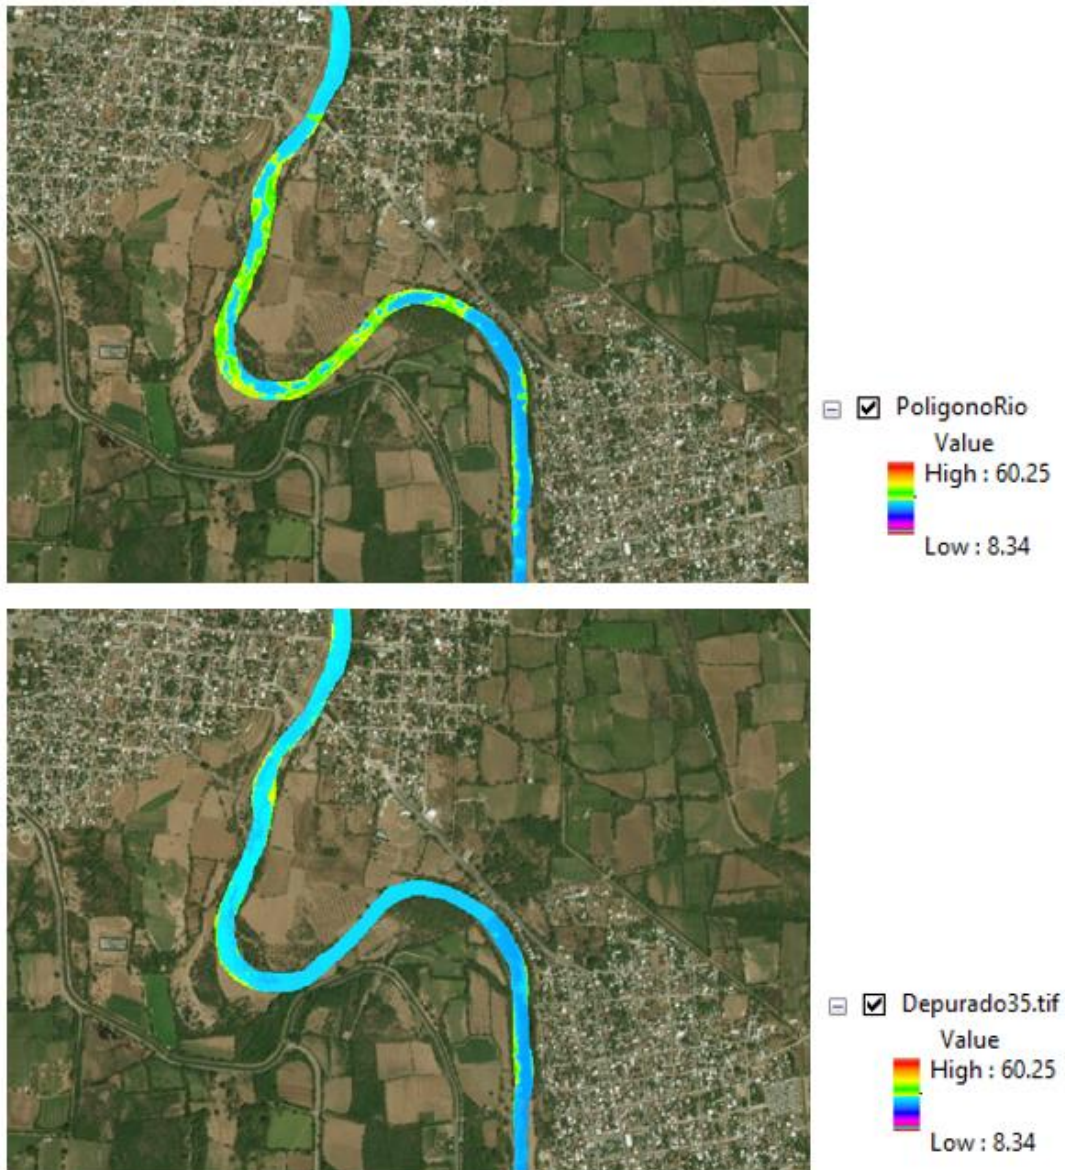 PoligonoRio
Value
High : 60.25
Low : 8.34
Depurado35.tif
Value
High : 60.25
Low : 8.34